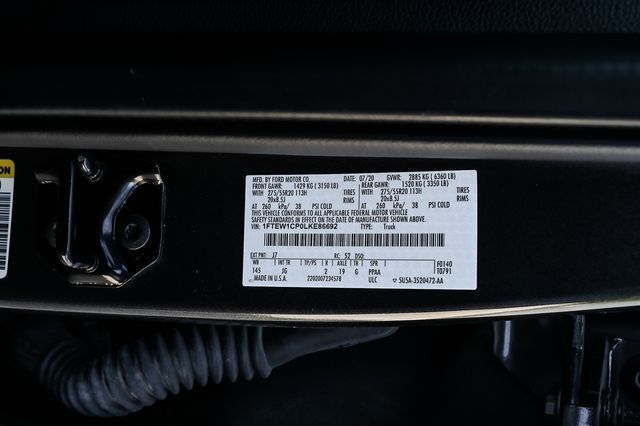 MFD. BY FORD MOTOR CO. DATE: 07/20 GVWR: 2885 KG ( 6360 LB)
FRONT GAWR: 1429 KG ( 3150 LB) REAR GAWR: 1520 KG ( 3350 LB)
WITH 275/55R20 113H TIRES WITH 275/55R20 113H TIRES
20x8.5J RIMS 20x8.5J RIMS
AT 260 kPa/ 38 PSI COLD AT 260 kPa/ 38 PSI COLD
THIS VEHICLE CONFORMS TO ALL APPLICABLE FEDERAL MOTOR VEHICLE
SAFETY STANDARDS IN EFFECT ON THE DATE OF MANUFACTURE SHOWN ABOVE.
VIN: 1FTEW1CP0LKE86692 TYPE: Truck
EXT PNT: J7 RC: 52 DSO:
WB INT TR TP/PS R AXLE TR SPR F0140
145 JG 2 19 G PPAA T0791
MADE IN U.S.A. 2202007234578 ULC 5U5A-3520472-AA